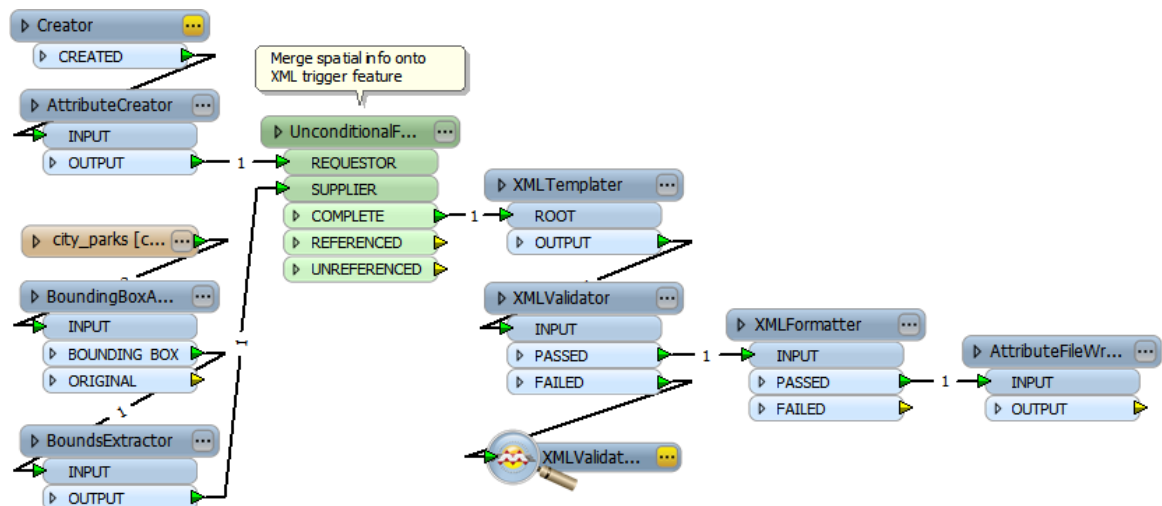 Creator
CREATED
AttributeCreator
INPUT
OUTPUT
1
Merge spatial info onto
XML trigger feature
UnconditionalF...
REQUESTOR
SUPPLIER
COMPLETE
REFERENCED
UNREFERENCED
1
city_parks [c...
BoundingBoxA...
INPUT
BOUNDING BOX
ORIGINAL
1
1
BoundsExtractor
INPUT
OUTPUT
XMLTemplater
ROOT
OUTPUT
XMLValidator
INPUT
PASSED
FAILED
1
XMLValidat...
XMLFormatter
INPUT
PASSED
FAILED
1
AttributeFileWr...
INPUT
OUTPUT